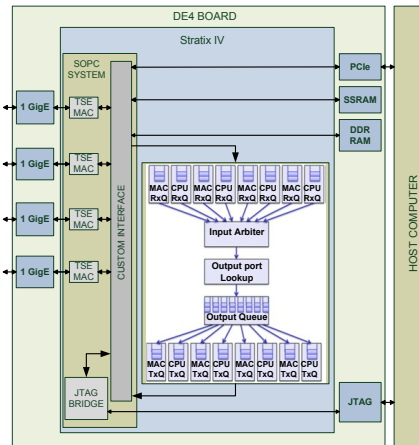 DE4 BOARD
Stratix IV
SOPC
SYSTEM
PCIe
SSRAM
DDR
RAM
1 GigE
TSE
MAC
1 GigE
TSE
MAC
1 GigE
TSE
MAC
1 GigE
TSE
MAC
CUSTOM INTERFACE
MAC CPU MAC CPU MAC CPU MAC CPU
RxQ RxQ RxQ RxQ RxQ RxQ RxQ RxQ
Input Arbiter
Output port
Lookup
Output Queue
MAC CPU MAC CPU MAC CPU MAC CPU
TxQ TxQ TxQ TxQ TxQ TxQ TxQ TxQ
JTAG
BRIDGE
JTAG
HOST COMPUTER